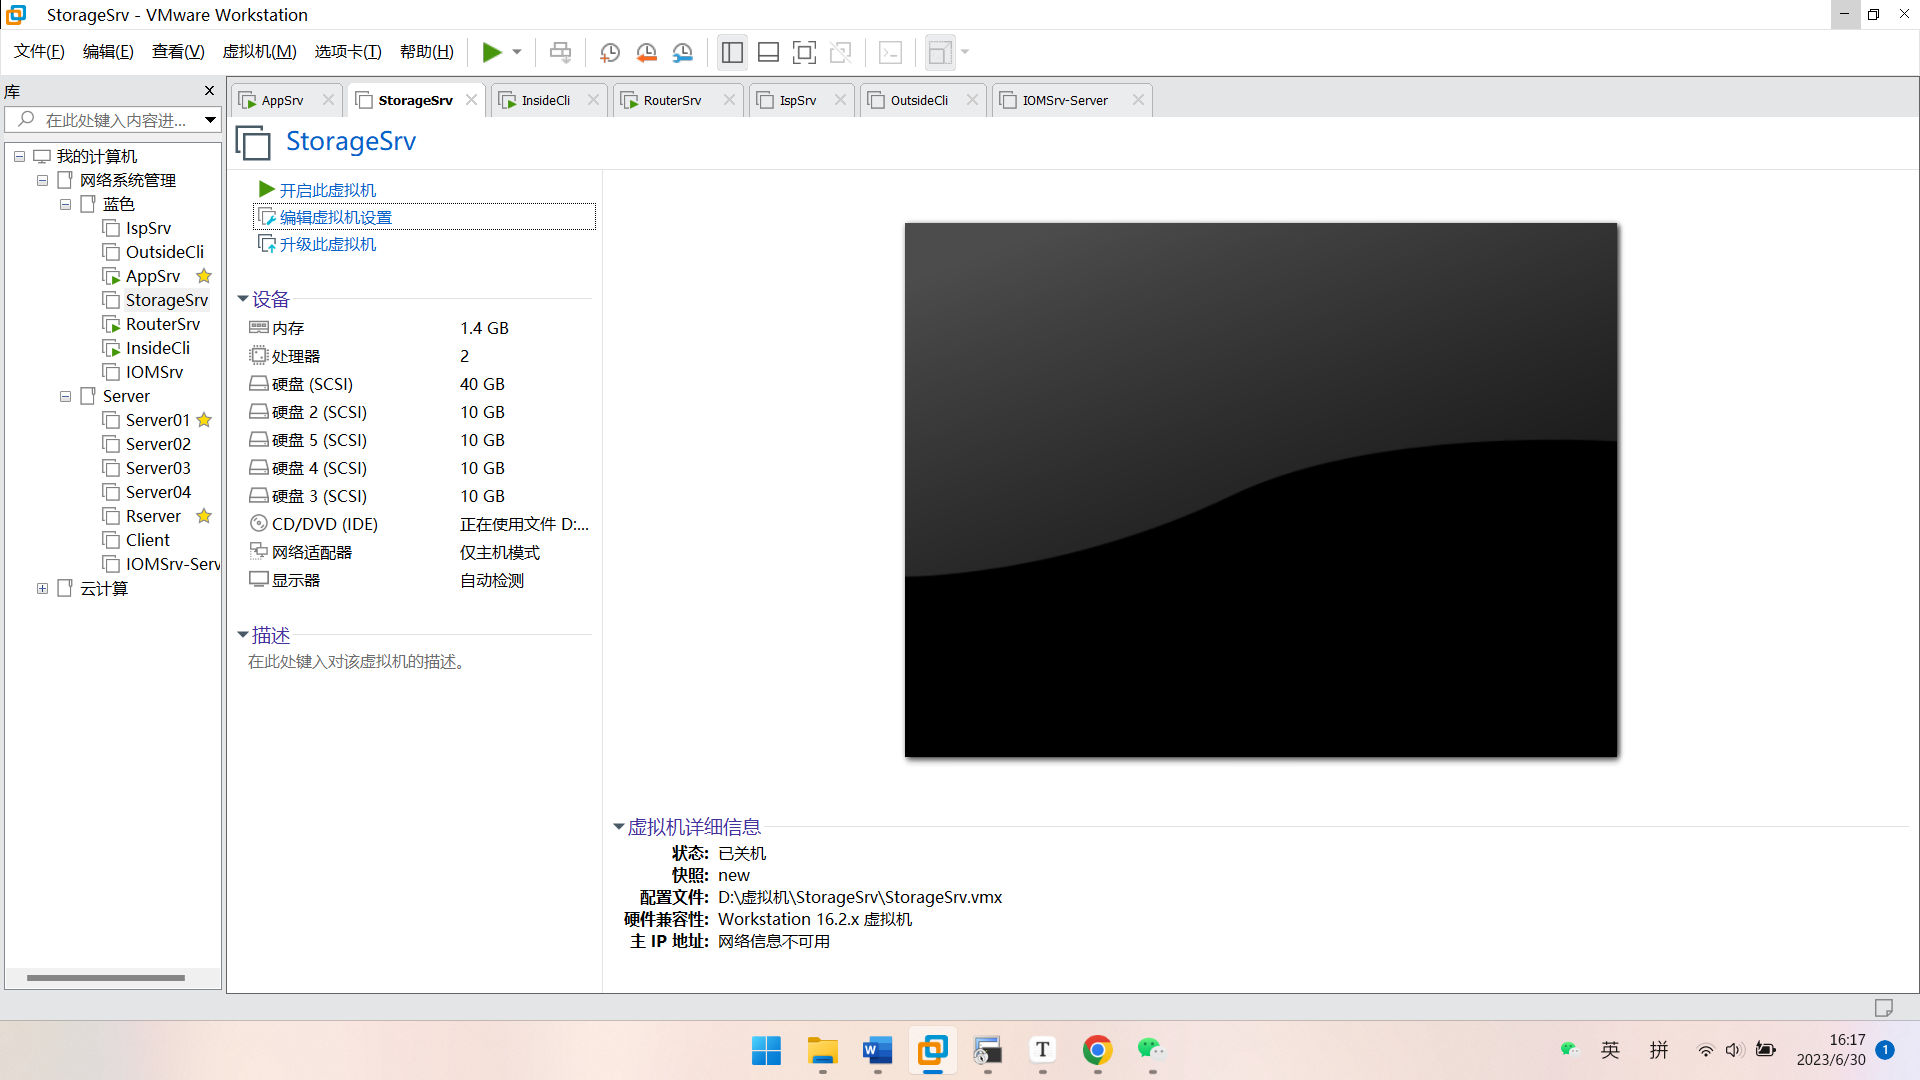 StorageSrv - VMware Workstation
文件(F) 编辑(E) 查看(V) 虚拟机(M) 选项卡(T) 帮助(H)
库
在此处键入内容进...
我的计算机
网络系统管理
蓝色
IspSrv
OutsideCli
AppSrv
StorageSrv
RouterSrv
InsideCli
IOMSrv
Server
Server01
Server02
Server03
Server04
Rserver
Client
IOMSrv-Serv
云计算
AppSrv StorageSrv InsideCli RouterSrv IspSrv OutsideCli IOMSrv-Server
StorageSrv
开启此虚拟机
编辑虚拟机设置
升级此虚拟机
设备
内存 1.4 GB
处理器 2
硬盘 (SCSI) 40 GB
硬盘 2 (SCSI) 10 GB
硬盘 5 (SCSI) 10 GB
硬盘 4 (SCSI) 10 GB
硬盘 3 (SCSI) 10 GB
CD/DVD (IDE) 正在使用文件 D:...
网络适配器 仅主机模式
显示器 自动检测
描述
在此处键入对该虚拟机的描述。
虚拟机详细信息
状态: 已关机
快照: new
配置文件: D:\虚拟机\StorageSrv\StorageSrv.vmx
硬件兼容性: Workstation 16.2.x 虚拟机
主 IP 地址: 网络信息不可用
W T 英 拼 16:17 1
2023/6/30